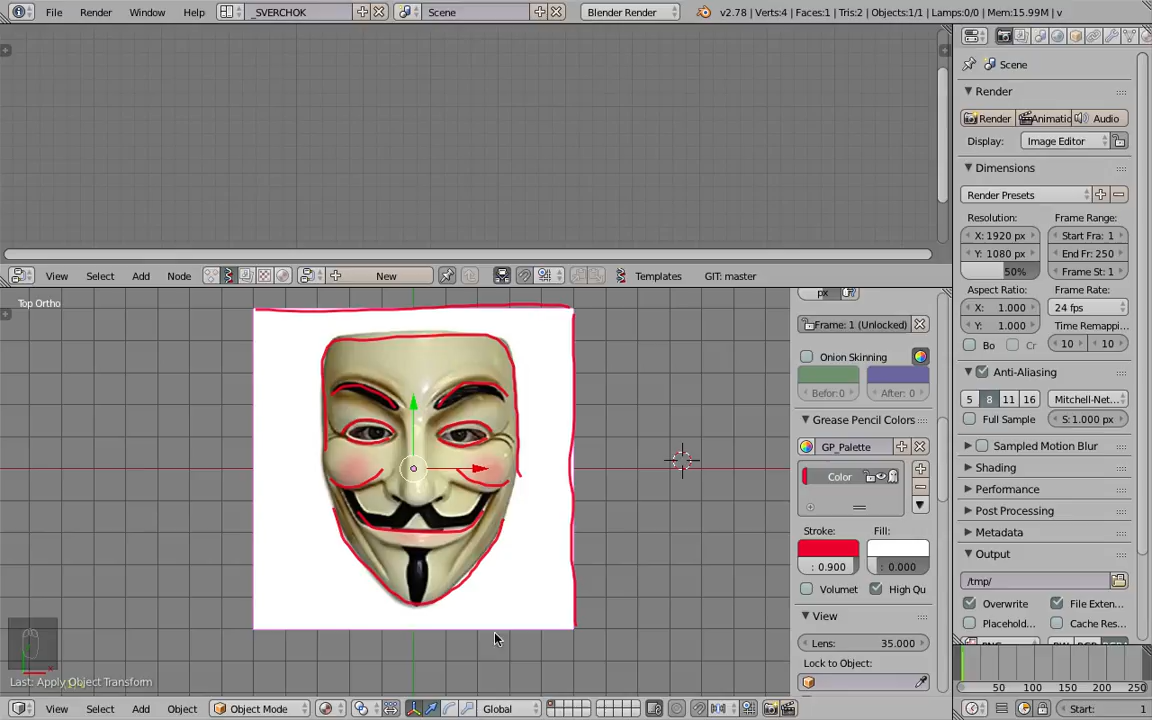 File Render Window Help _SVERCHOK Scene Blender Render v2.78 | Verts:4 | Faces:1 | Tris:2 | Objects:1/1 | Lamps:0/0 | Mem:15.99M | v
Scene
Render
Render Animatic Audio
Display: Image Editor
Dimensions
Render Presets
Resolution: Frame Range:
X: 1920 px Start Fra: 1
Y: 1080 px End Fr: 250
50% Frame St: 1
Aspect Ratio: Frame Rate:
X: 1.000 24 fps
Y: 1.000 Time Remappi...
Bo Cr 10 10
Anti-Aliasing
5 8 11 16 Mitchell-Net...
Full Sample S: 1.000 px
Sampled Motion Blur
Shading
Performance
Post Processing
Metadata
Output
/tmp/
Overwrite File Exten...
Placehold... Cache Res...
View Select Add Node New Templates GIT: master
Top Ortho
px
Frame: 1 (Unlocked)
Onion Skinning
Befor: 0 After: 0
Grease Pencil Colors
GP_Palette
Color
Stroke: Fill:
0.900 0.000
Volumet High Qu
View
Lens: 35.000
Lock to Object:
Last: Apply Object Transform
View Select Add Object Object Mode Global
50 100 150 200 250
Start: 1